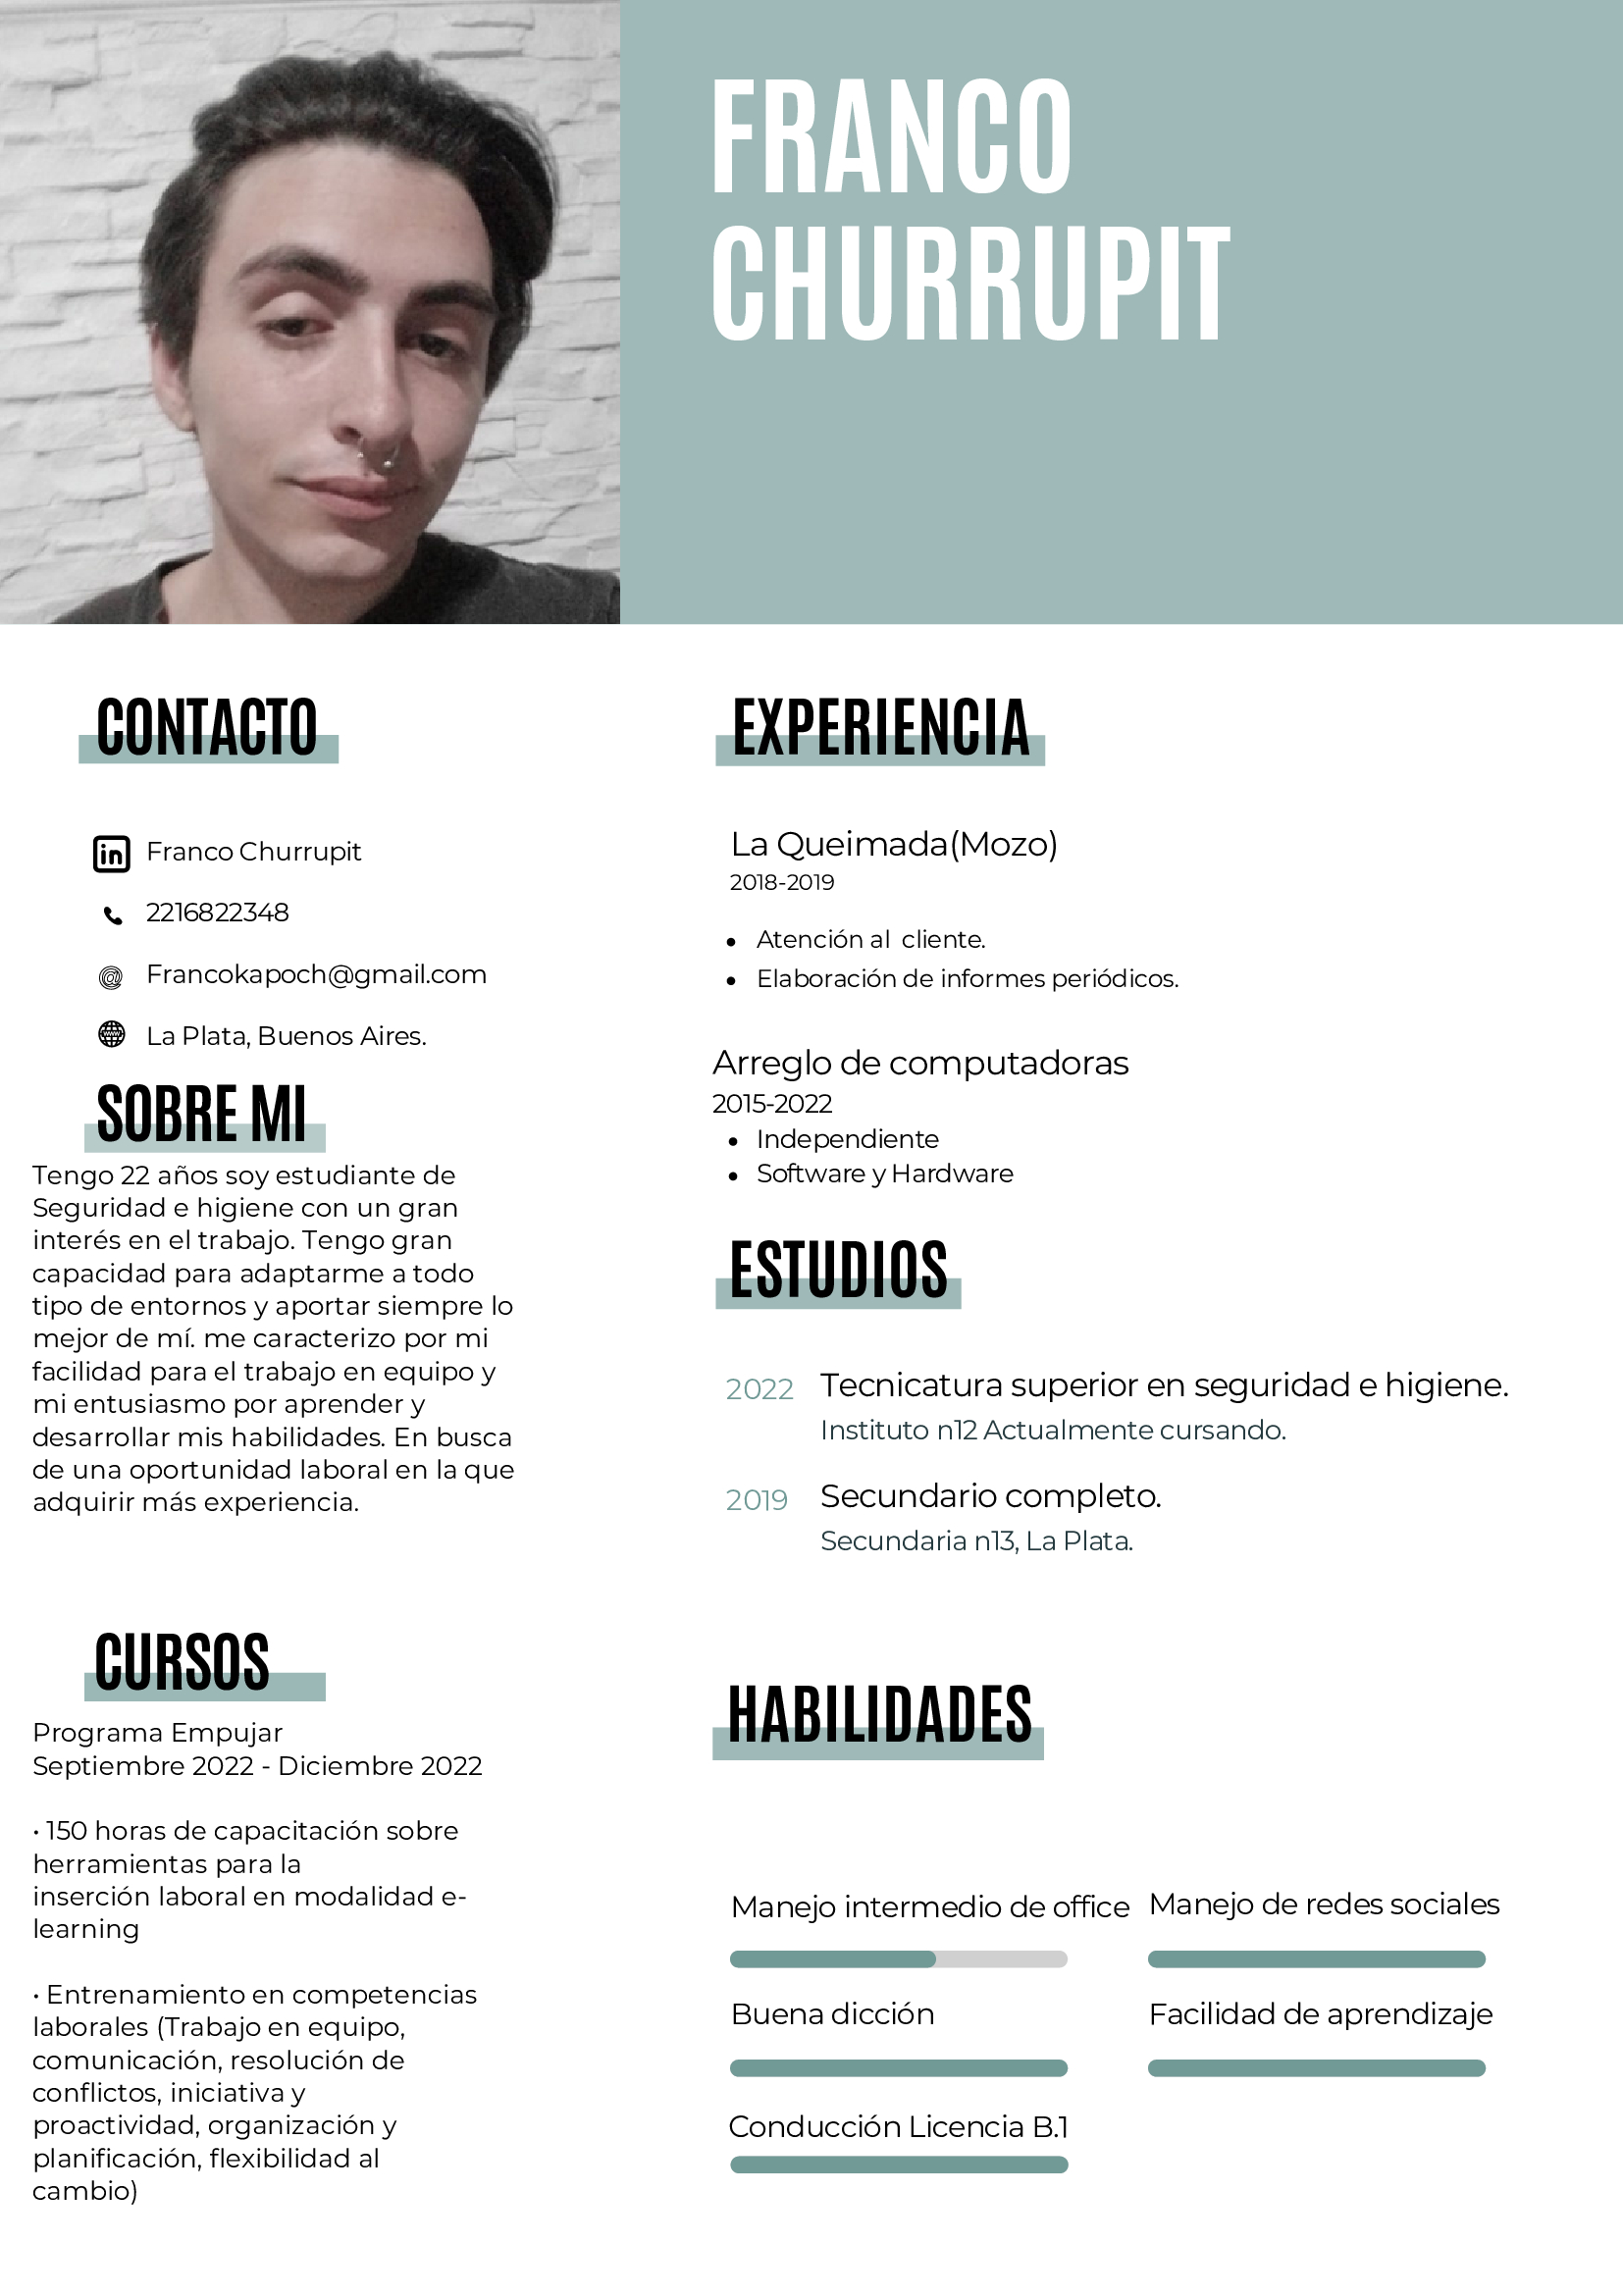 FRANCO
CHURRUPIT
CONTACTO
Franco Churrupit
2216822348
Francokapoch@gmail.com
La Plata, Buenos Aires.
SOBRE MI
Tengo 22 años soy estudiante de
Seguridad e higiene con un gran
interés en el trabajo. Tengo gran
capacidad para adaptarme a todo
tipo de entornos y aportar siempre lo
mejor de mí. me caracterizo por mi
facilidad para el trabajo en equipo y
mi entusiasmo por aprender y
desarrollar mis habilidades. En busca
de una oportunidad laboral en la que
adquirir más experiencia.
CURSOS
Programa Empujar
Septiembre 2022 - Diciembre 2022
· 150 horas de capacitación sobre
herramientas para la
inserción laboral en modalidad e-
learning
· Entrenamiento en competencias
laborales (Trabajo en equipo,
comunicación, resolución de
conflictos, iniciativa y
proactividad, organización y
planificación, flexibilidad al
cambio)
EXPERIENCIA
La Queimada(Mozo)
2018-2019
• Atención al cliente.
• Elaboración de informes periódicos.
Arreglo de computadoras
2015-2022
• Independiente
• Software y Hardware
ESTUDIOS
2022 Tecnicatura superior en seguridad e higiene.
Instituto n12 Actualmente cursando.
2019 Secundario completo.
Secundaria n13, La Plata.
HABILIDADES
Manejo intermedio de office Manejo de redes sociales
Buena dicción Facilidad de aprendizaje
Conducción Licencia B.1